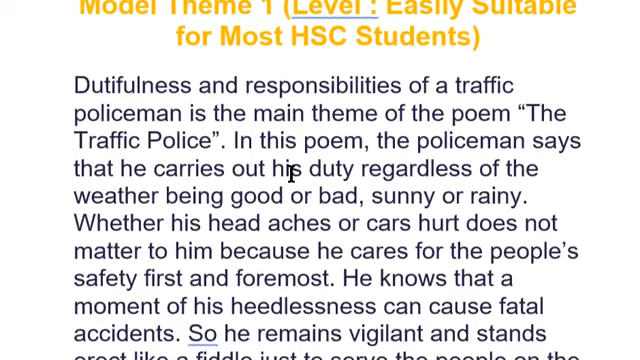 Model Theme 1 (Level : Easily Suitable
for Most HSC Students)
Dutifulness and responsibilities of a traffic
policeman is the main theme of the poem “The
Traffic Police”. In this poem, the policeman says
that he carries out his duty regardless of the
weather being good or bad, sunny or rainy.
Whether his head aches or cars hurt does not
matter to him because he cares for the people’s
safety first and foremost. He knows that a
moment of his heedlessness can cause fatal
accidents. So he remains vigilant and stands
erect like a fiddle just to serve the people on the